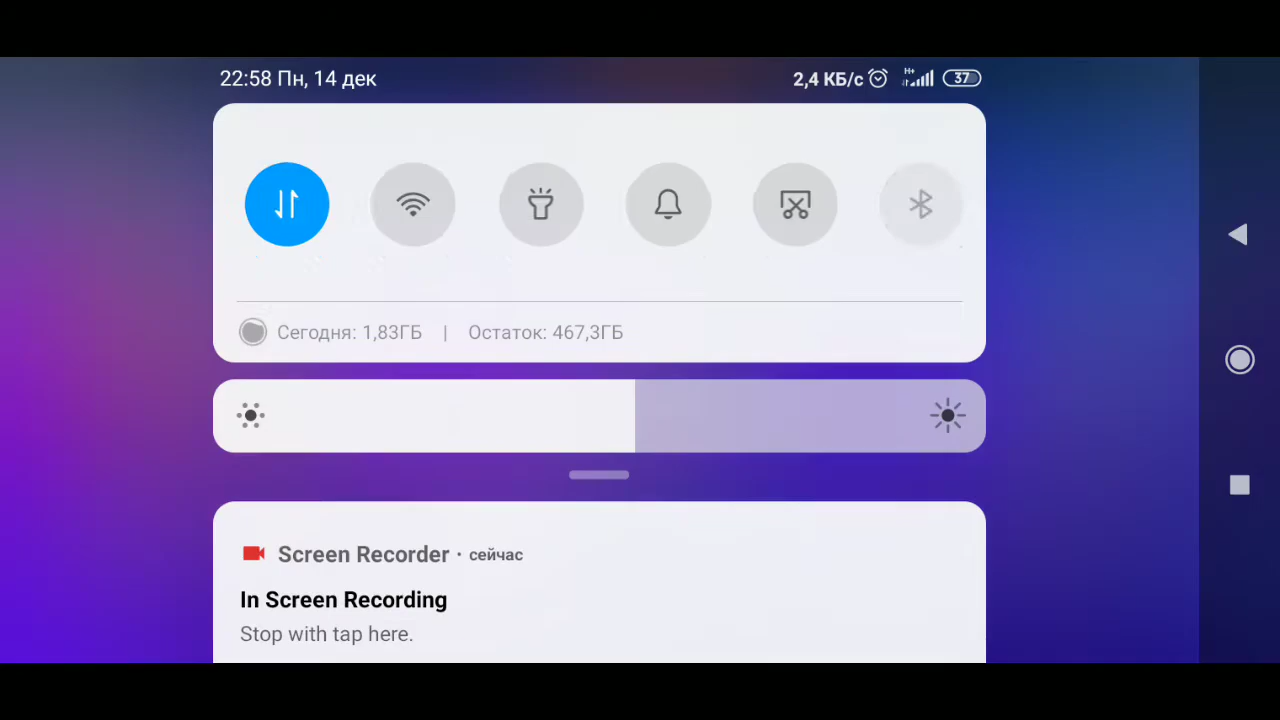 22:58 Пн, 14 дек 2,4 КБ/с H+ 37
Сегодня: 1,83ГБ | Остаток: 467,3ГБ
Screen Recorder · сейчас
In Screen Recording
Stop with tap here.